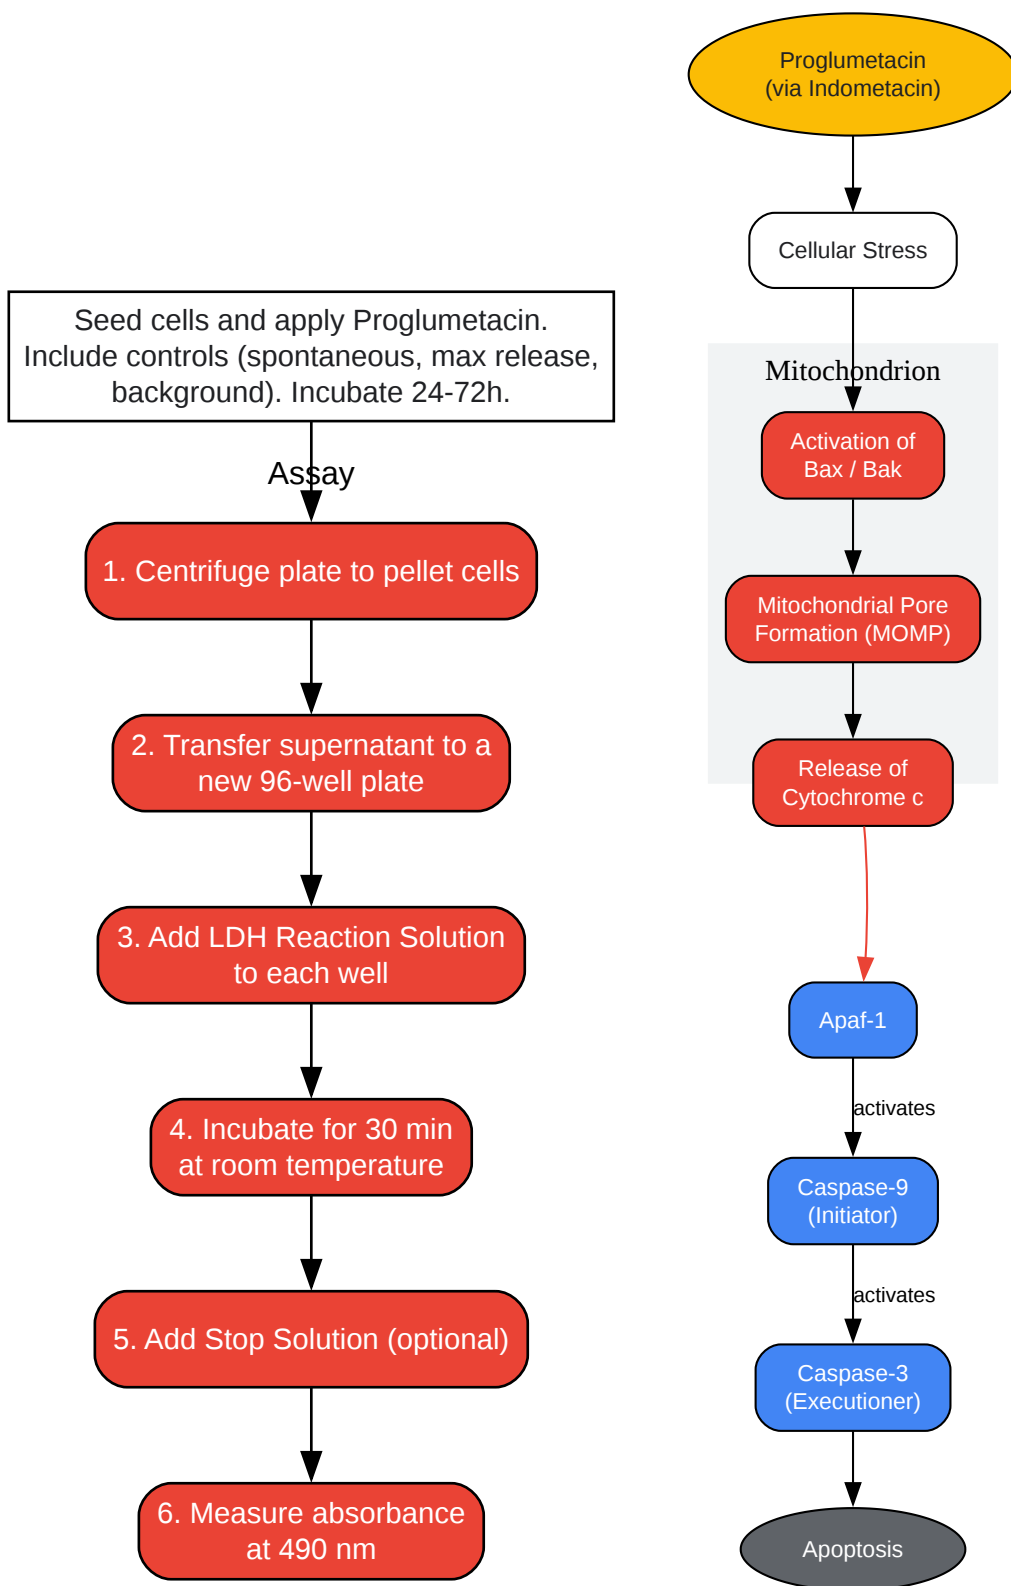 Seed cells and apply Proglumetacin.
Include controls (spontaneous, max release,
background). Incubate 24-72h.
Assay
1. Centrifuge plate to pellet cells
2. Transfer supernatant to a
new 96-well plate
3. Add LDH Reaction Solution
to each well
4. Incubate for 30 min
at room temperature
5. Add Stop Solution (optional)
6. Measure absorbance
at 490 nm
Proglumetacin
(via Indometacin)
Cellular Stress
Mitochondrion
Activation of
Bax / Bak
Mitochondrial Pore
Formation (MOMP)
Release of
Cytochrome c
Apaf-1
activates
Caspase-9
(Initiator)
activates
Caspase-3
(Executioner)
Apoptosis